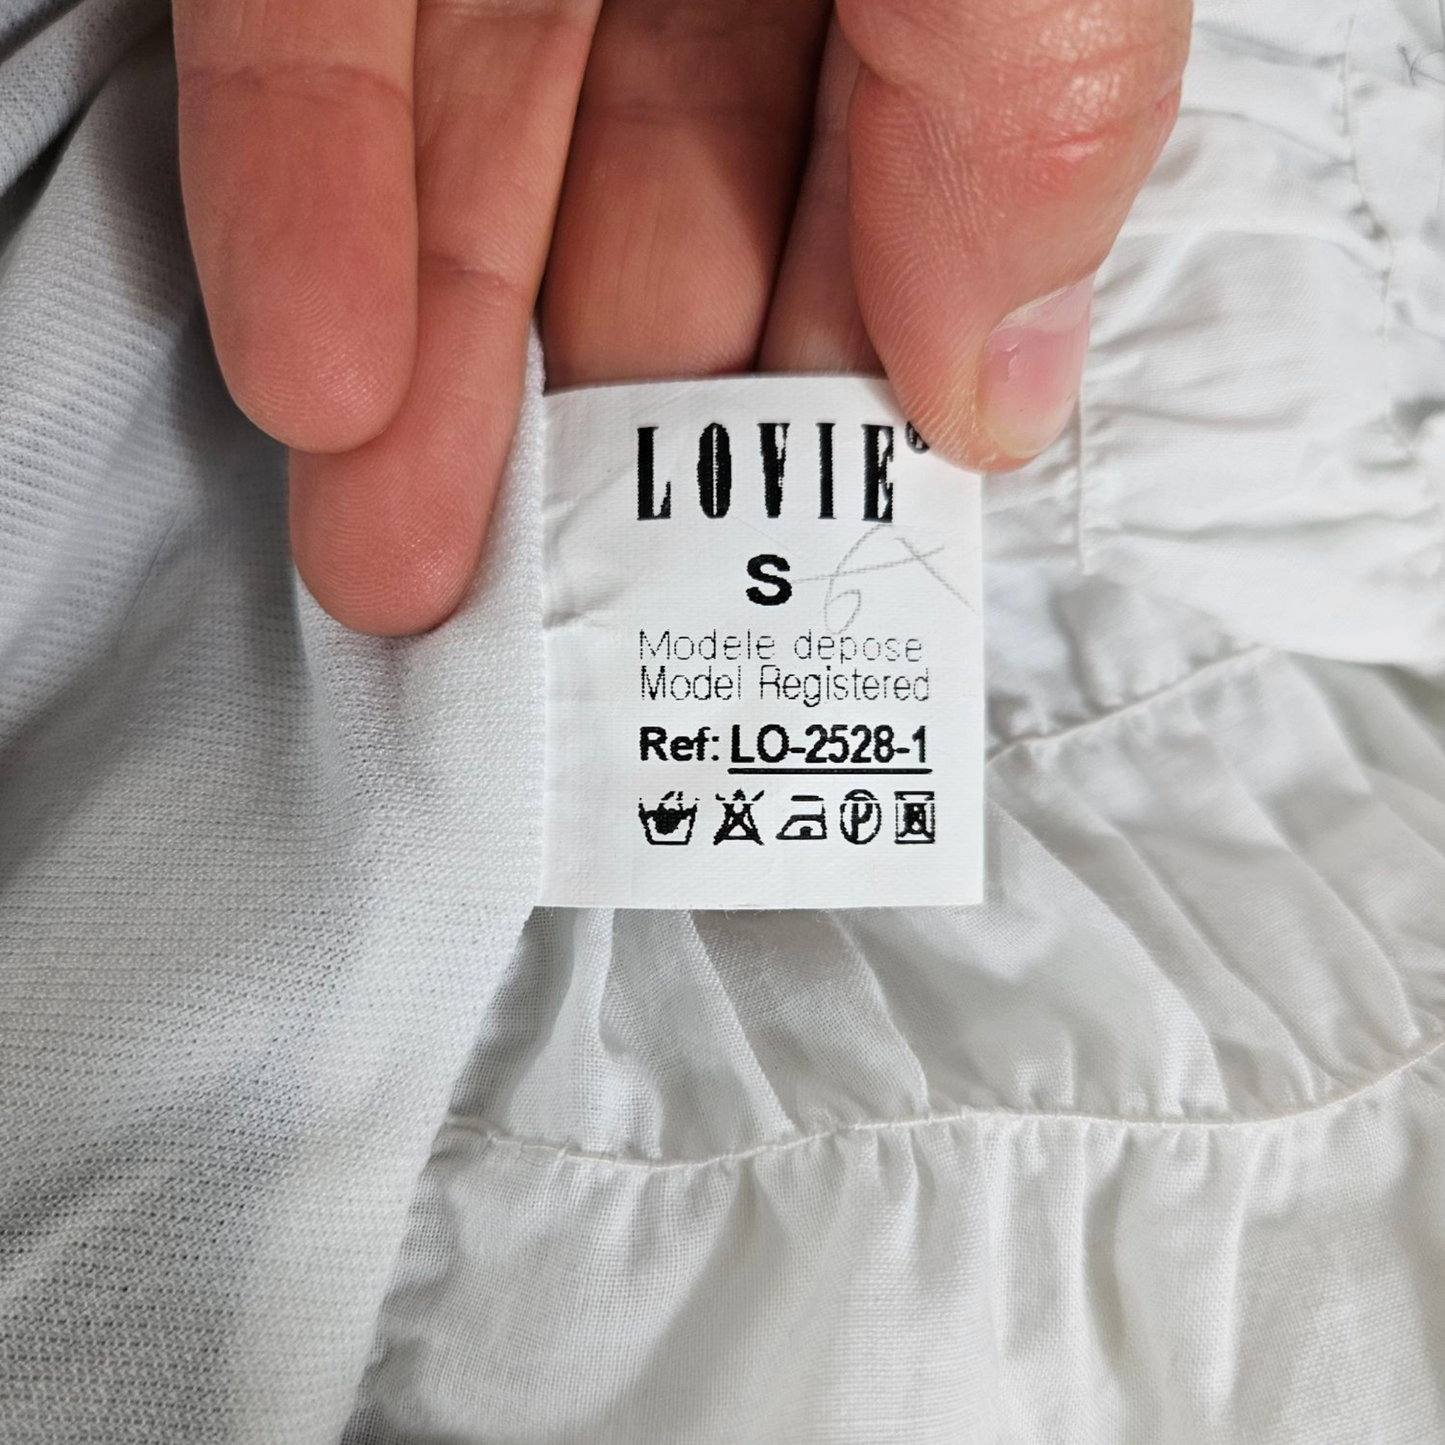 LOVIE®
S
Modele depose
Model Registered
Ref: LO-2528-1